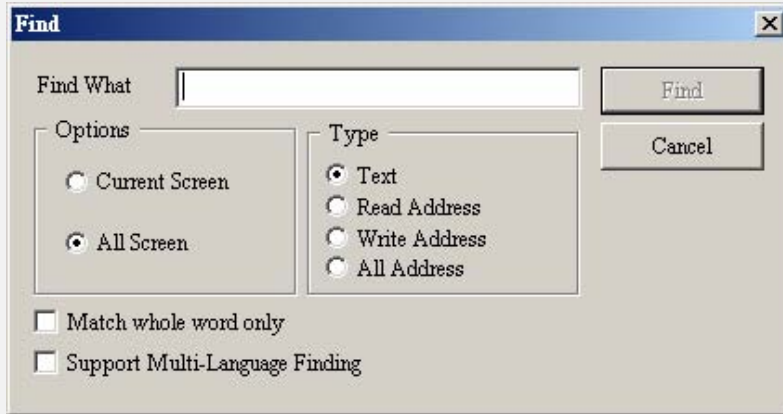 Find
Find What
Find
Options
Type
Cancel
Current Screen
Text
Read Address
All Screen
Write Address
All Address
Match whole word only
Support Multi-Language Finding